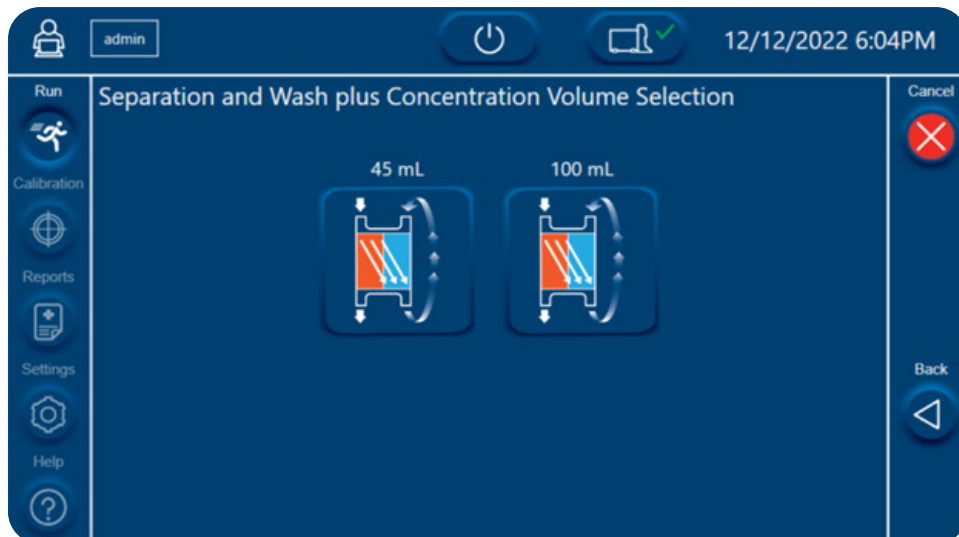 admin
12/12/2022 6:04PM
Run
Separation and Wash plus Concentration Volume Selection
Cancel
45 mL
100 mL
Calibration
Reports
Settings
Back
Help